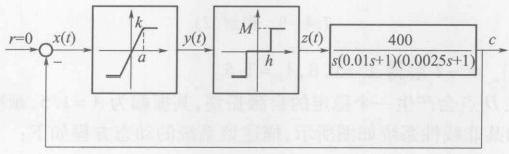 r=0
x(t)
−
k
a
y(t)
M
h
z(t)
400
s(0.01s+1)(0.0025s+1)
c